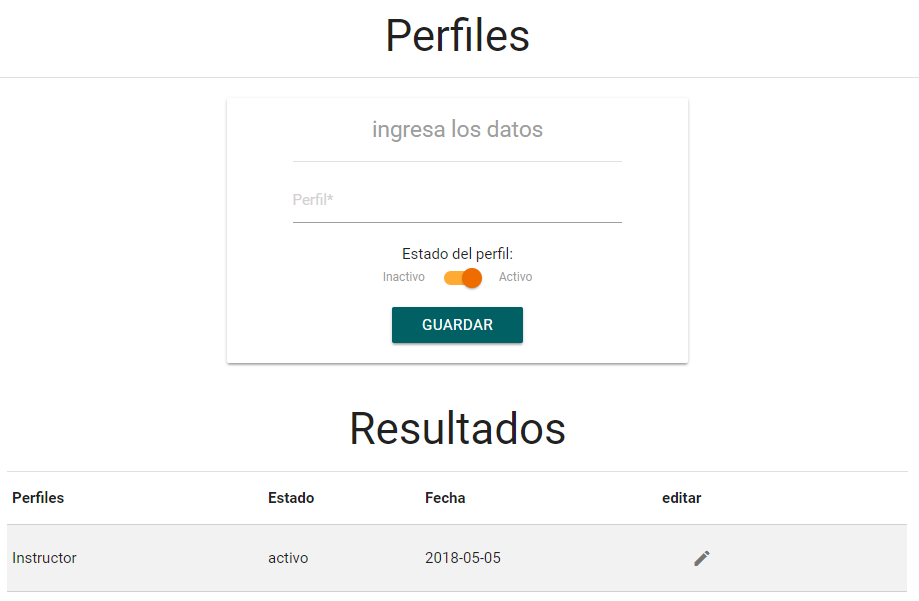 Perfiles
ingresa los datos
Perfil*
Estado del perfil:
Inactivo Activo
GUARDAR
Resultados
Perfiles Estado Fecha editar
Instructor activo 2018-05-05